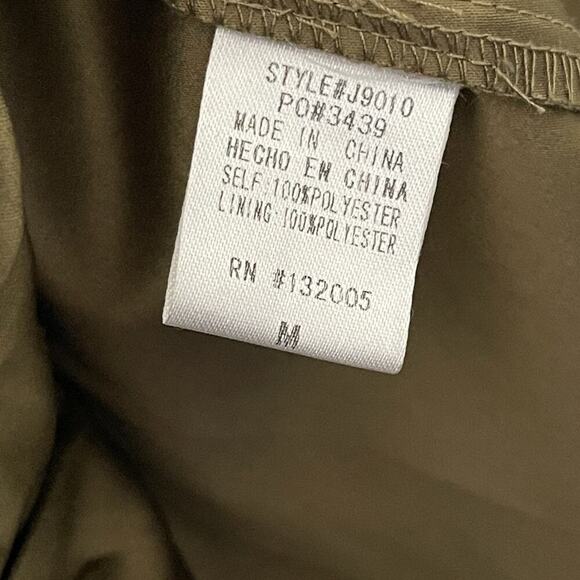 STYLE#J9010
PO#3439
MADE IN CHINA
HECHO EN CHINA
SELF:100%POLYESTER
LINING:100%POLYESTER
RN #132005
M